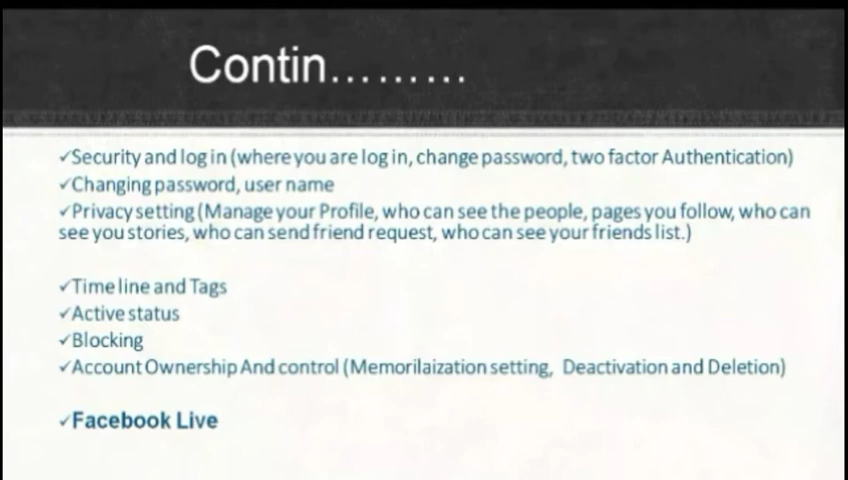 Contin.........
✓Security and log in (where you are log in, change password, two factor Authentication)
✓Changing password, user name
✓Privacy setting (Manage your Profile, who can see the people, pages you follow, who can
see you stories, who can send friend request, who can see your friends list.)
✓Time line and Tags
✓Active status
✓Blocking
✓Account Ownership And control (Memorilaization setting, Deactivation and Deletion)
✓Facebook Live